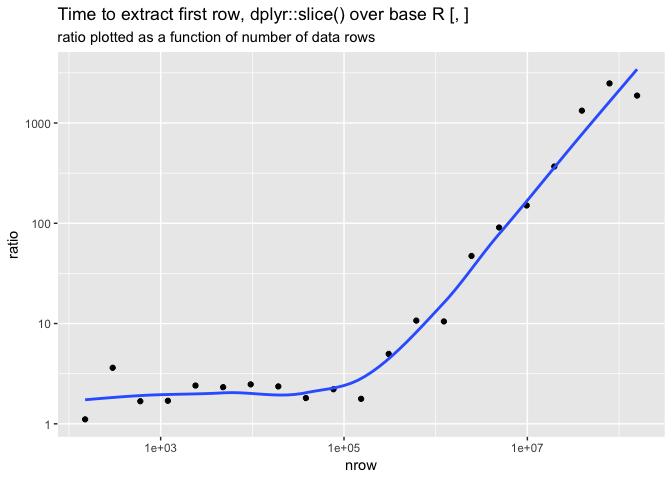 Time to extract first row, dplyr::slice() over base R [, ]
ratio plotted as a function of number of data rows
1000
100
10
1
ratio
1e+03 1e+05 1e+07
nrow